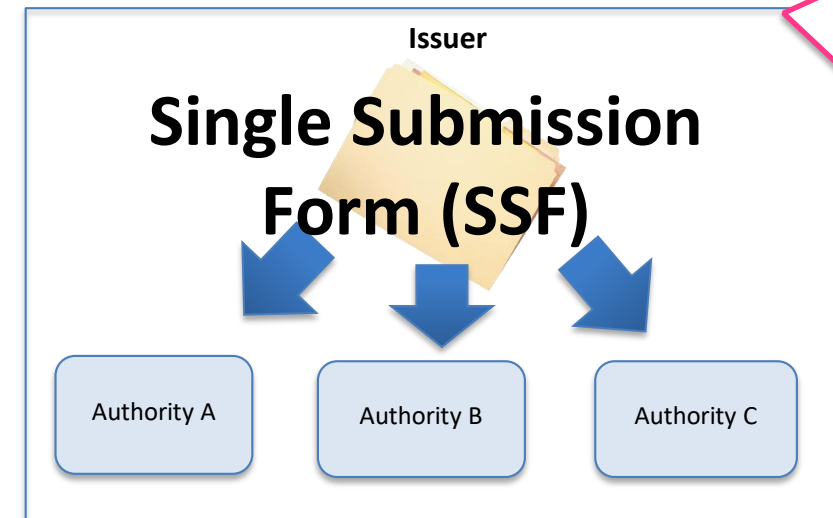 Issuer
Single Submission
Form (SSF)
Authority A
Authority B
Authority C